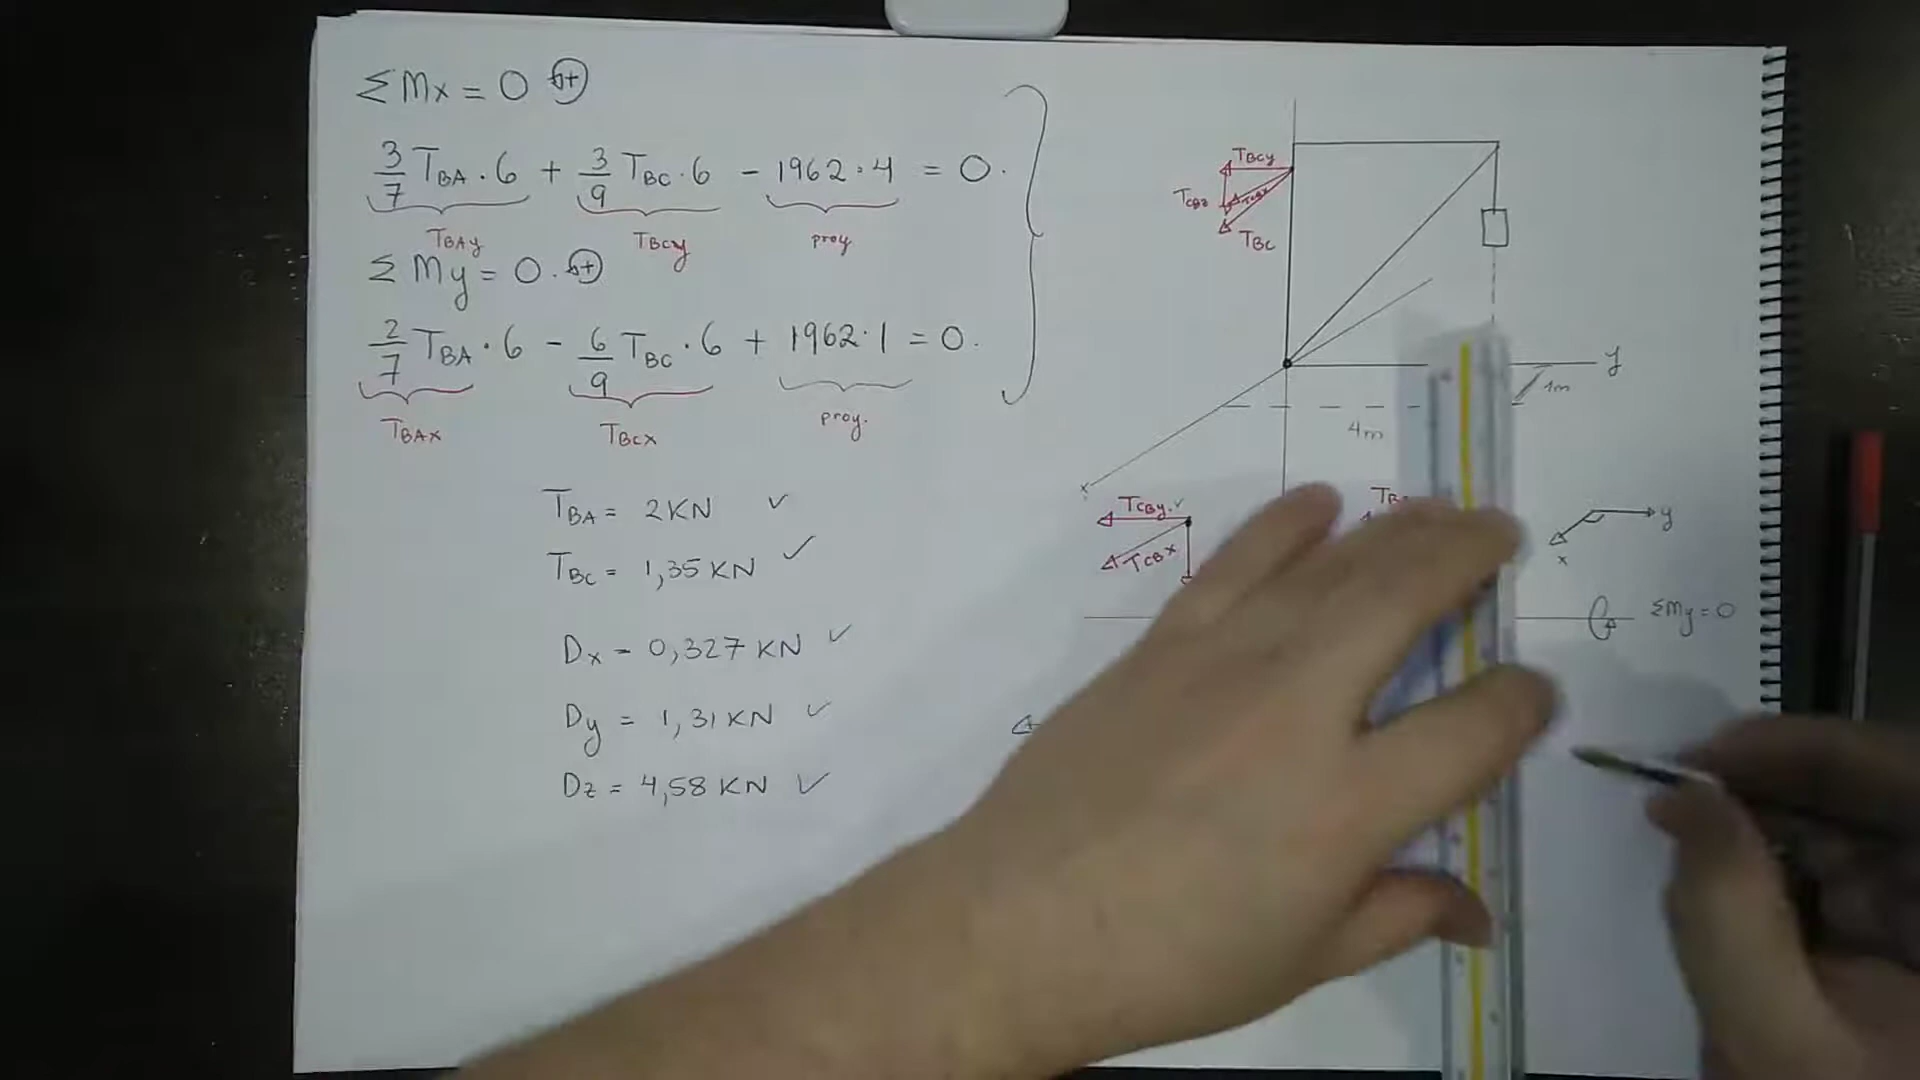 ΣMx = 0 ↺+
3/7 TBA · 6 + 3/9 TBC · 6 - 1962 · 4 = 0.
TBAy TBCy proy
ΣMy = 0. ↺+
2/7 TBA · 6 - 6/9 TBC · 6 + 1962 · 1 = 0.
TBAx TBCx proy.
TBA = 2KN ✓
TBC = 1,35 KN ✓
Dx = 0,327 KN ✓
Dy = 1,31 KN ✓
Dz = 4,58 KN ✓
TBCy
TCBZ TCBX
TBC
y
1m
4m
x
TCBy. ✓
TCBX
y
x
ΣMy = 0